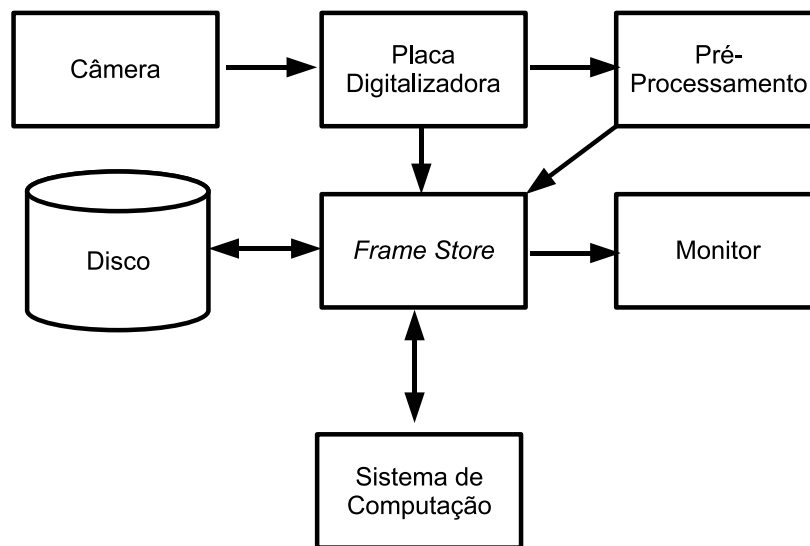 Câmera
Placa
Digitalizadora
Pré-
Processamento
Disco
Frame Store
Monitor
Sistema de
Computação